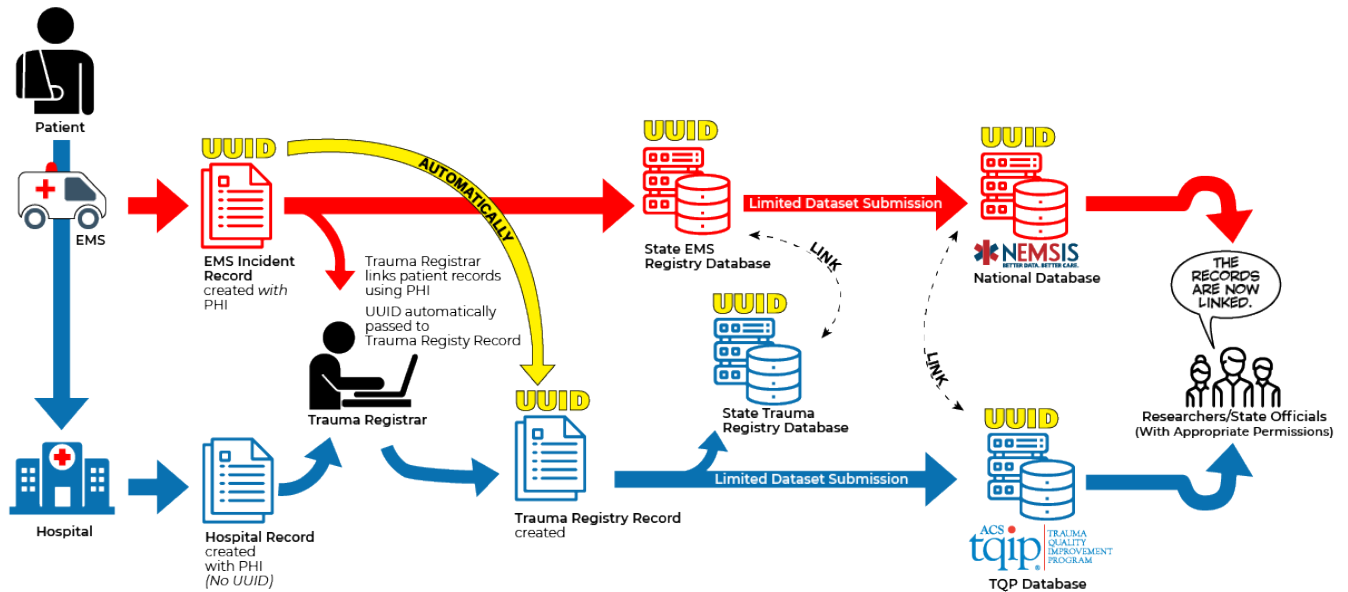 Patient
EMS
Hospital
UUID
EMS Incident
Record
created with
PHI
AUTOMATICALLY
Trauma Registrar
links patient records
using PHI
UUID automatically
passed to
Trauma Registy Record
Trauma Registrar
Hospital Record
created
with PHI
(No UUID)
UUID
Trauma Registry Record
created
UUID
State EMS
Registry Database
LINK
UUID
State Trauma
Registry Database
Limited Dataset Submission
Limited Dataset Submission
UUID
NEMSIS
BETTER DATA. BETTER CARE.
National Database
LINK
UUID
ACS
tqip
TRAUMA
QUALITY
IMPROVEMENT
PROGRAM
TQP Database
THE
RECORDS
ARE NOW
LINKED.
Researchers/State Officials
(With Appropriate Permissions)